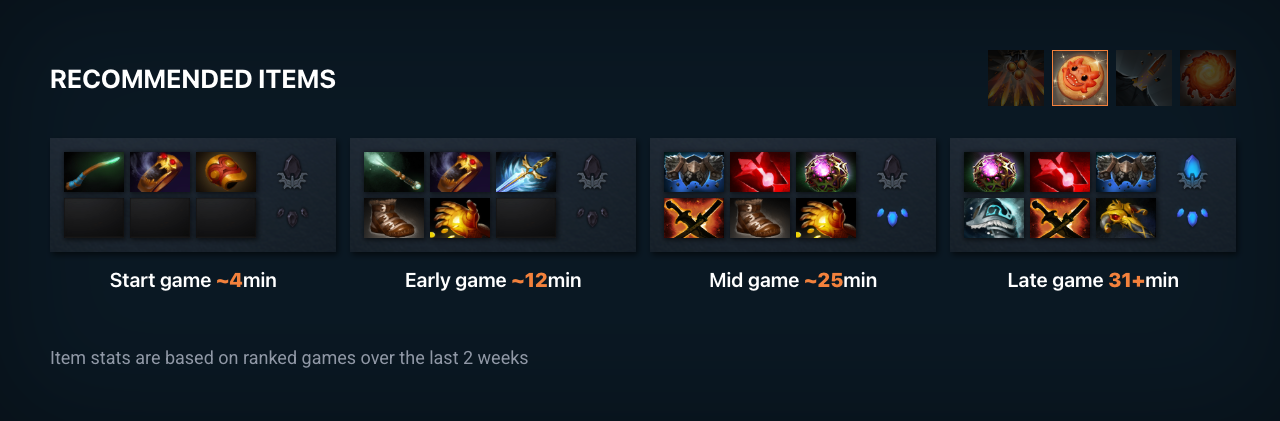 RECOMMENDED ITEMS
Start game ~4min
Early game ~12min
Mid game ~25min
Late game 31+min
Item stats are based on ranked games over the last 2 weeks